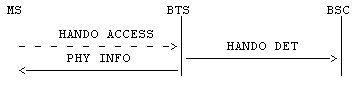 MS BTS BSC
HANDO ACCESS
HANDO DET
PHY INFO